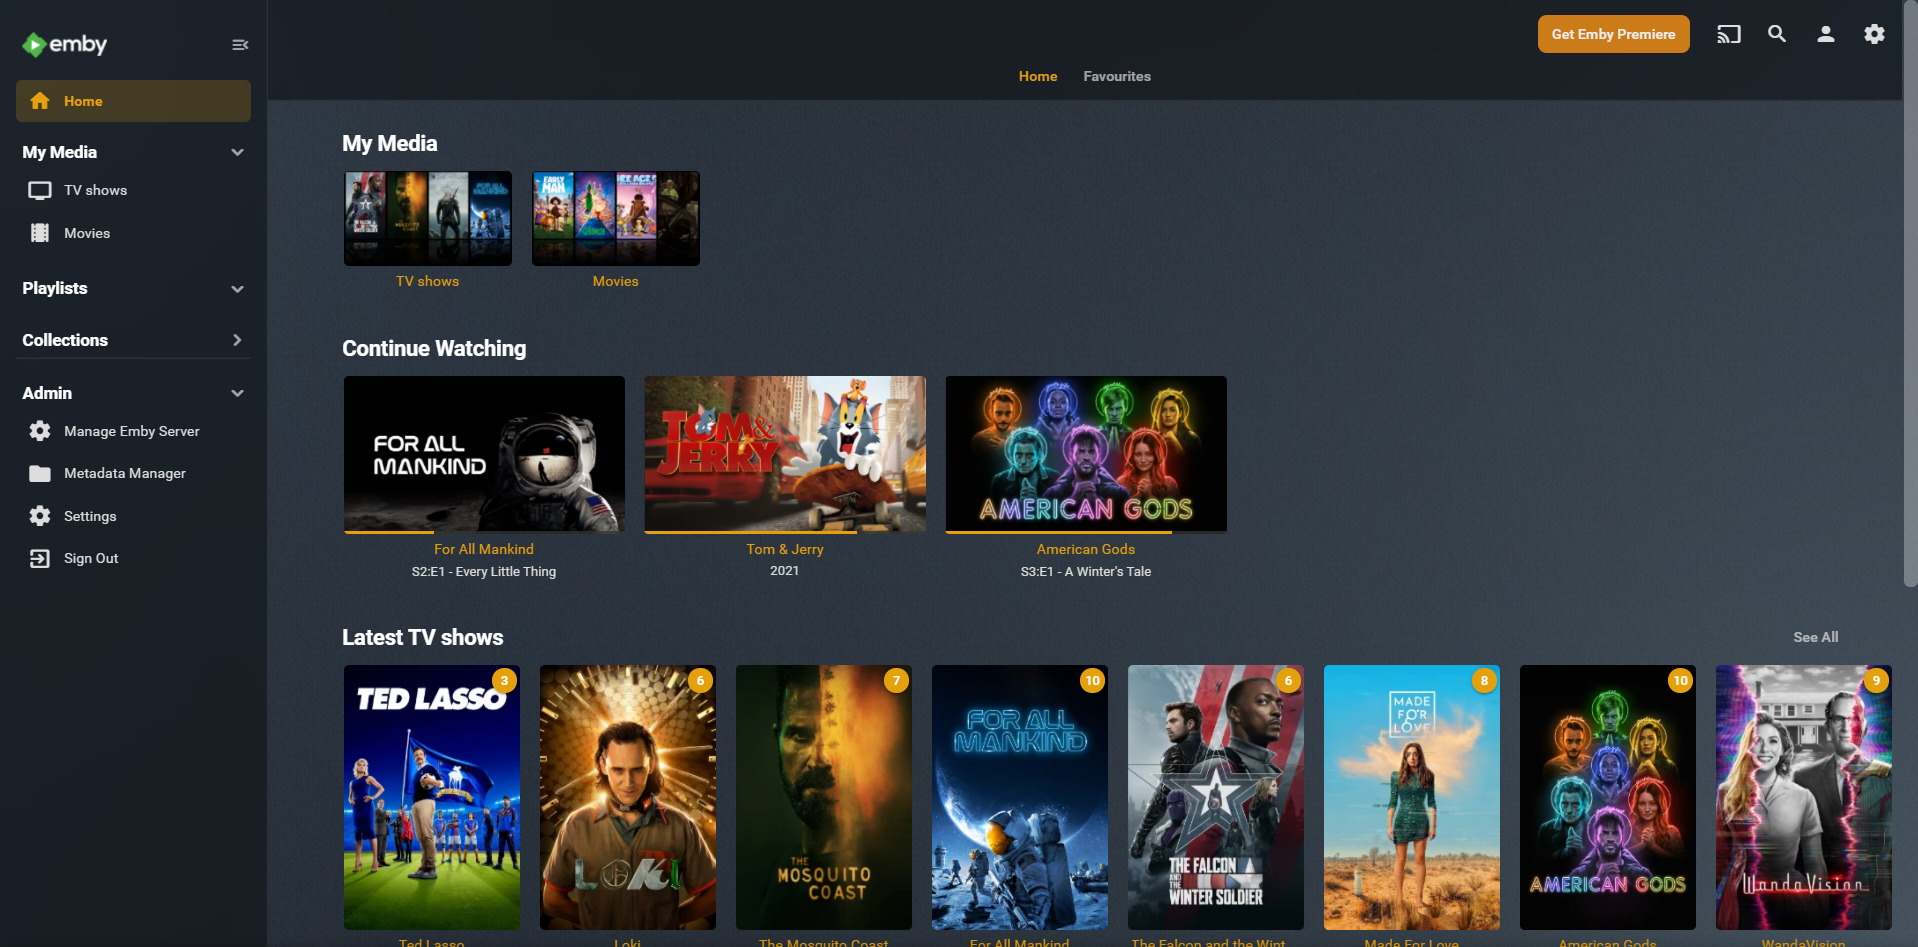 emby
Get Emby Premiere
Home
Favourites
Home
My Media
TV shows
Movies
Playlists
Collections
Admin
Manage Emby Server
Metadata Manager
Settings
Sign Out
My Media
FOR ALL MANKIND
EARLY MAN
TV shows
Movies
Continue Watching
FOR ALL
MANKIND
TOM &
JERRY
AMERICAN GODS
For All Mankind
Tom & Jerry
American Gods
S2:E1 - Every Little Thing
2021
S3:E1 - A Winter's Tale
Latest TV shows
See All
3
6
7
10
6
8
10
9
TED LASSO
LOKI
THE
MOSQUITO
COAST
FOR ALL
MANKIND
THE FALCON
AND THE
WINTER SOLDIER
MADE
FOR
LOVE
AMERICAN GODS
WandaVision
Ted Lasso
Loki
The Mosquito Coast
For All Mankind
The Falcon and the Wint
Made For Love
American Gods
WandaVision